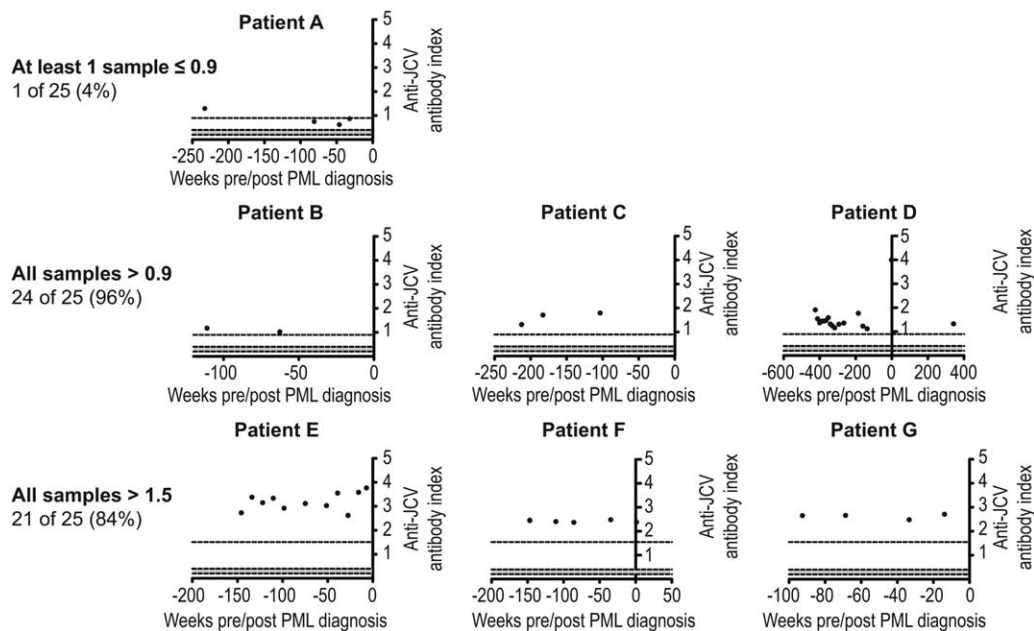 Patient A
At least 1 sample ≤ 0.9
1 of 25 (4%)
5
4
3
2
1
Anti-JCV
antibody index
-250 -200 -150 -100 -50 0
Weeks pre/post PML diagnosis
Patient B
Patient C
Patient D
All samples > 0.9
24 of 25 (96%)
5
4
3
2
1
Anti-JCV
antibody index
-100 -50 0
Weeks pre/post PML diagnosis
5
4
3
2
1
Anti-JCV
antibody index
-250 -200 -150 -100 -50 0
Weeks pre/post PML diagnosis
5
4
3
2
1
Anti-JCV
antibody index
-600 -400 -200 0 200 400
Weeks pre/post PML diagnosis
Patient E
Patient F
Patient G
All samples > 1.5
21 of 25 (84%)
5
4
3
2
1
Anti-JCV
antibody index
-200 -150 -100 -50 0
Weeks pre/post PML diagnosis
5
4
3
2
1
Anti-JCV
antibody index
-200 -150 -100 -50 0 50
Weeks pre/post PML diagnosis
5
4
3
2
1
Anti-JCV
antibody index
-100 -80 -60 -40 -20 0
Weeks pre/post PML diagnosis